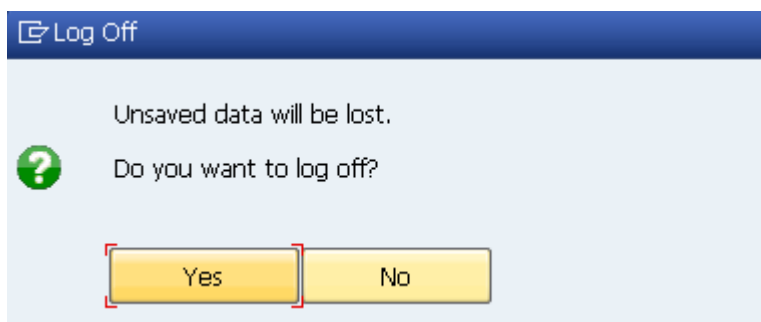 Log Off
Unsaved data will be lost.
Do you want to log off?
Yes No